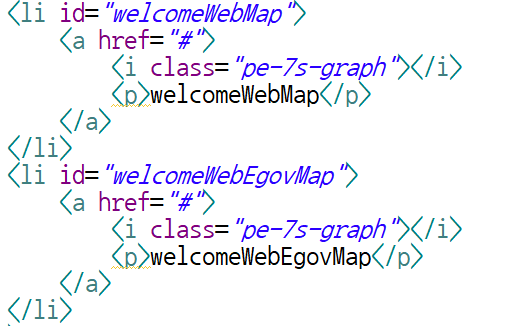 <li id="welcomeWebMap">
    <a href="#">
        <i class="pe-7s-graph"></i>
        <p>welcomeWebMap</p>
    </a>
</li>
<li id="welcomeWebEgovMap">
    <a href="#">
        <i class="pe-7s-graph"></i>
        <p>welcomeWebEgovMap</p>
    </a>
</li>